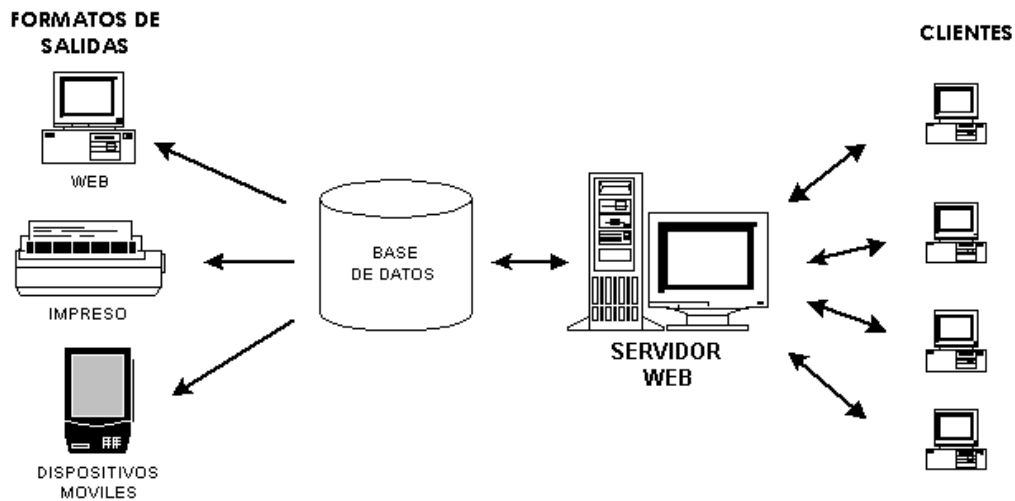 FORMATOS DE
SALIDAS
WEB
IMPRESO
DISPOSITIVOS
MOVILES
BASE
DE DATOS
SERVIDOR
WEB
CLIENTES